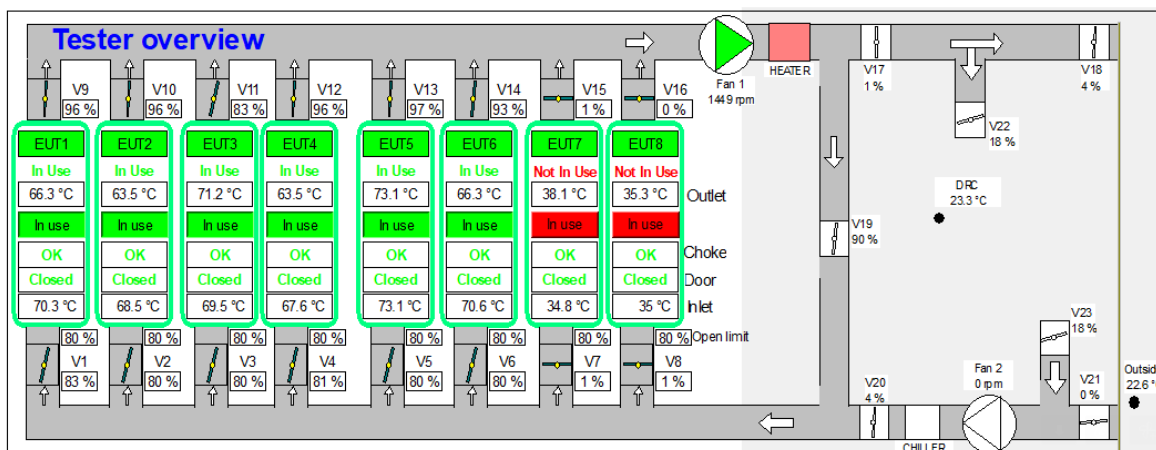 Tester overview
V9 V10 V11 V12 V13 V14 V15 V16
96 % 96 % 83 % 96 % 97 % 93 % 1 % 0 %
Fan 1
1449 rpm
HEATER
V17
1 %
V18
4 %
EUT1 EUT2 EUT3 EUT4 EUT5 EUT6 EUT7 EUT8
In Use In Use In Use In Use In Use In Use Not In Use Not In Use
66.3 °C 63.5 °C 71.2 °C 63.5 °C 73.1 °C 66.3 °C 38.1 °C 35.3 °C Outlet
In use In use In use In use In use In use In use In use
OK OK OK OK OK OK OK OK Choke
Closed Closed Closed Closed Closed Closed Closed Closed Door
70.3 °C 68.5 °C 69.5 °C 67.6 °C 73.1 °C 70.6 °C 34.8 °C 35 °C Inlet
80 % 80 % 80 % 80 % 80 % 80 % 80 % 80 % Open limit
V1 V2 V3 V4 V5 V6 V7 V8
83 % 80 % 80 % 81 % 80 % 80 % 1 % 1 %
V22
18 %
DRC
23.3 °C
V19
90 %
V23
18 %
Fan 2
0 rpm
V20
4 %
V21
0 %
Outsid
22.6 °
CHILLER